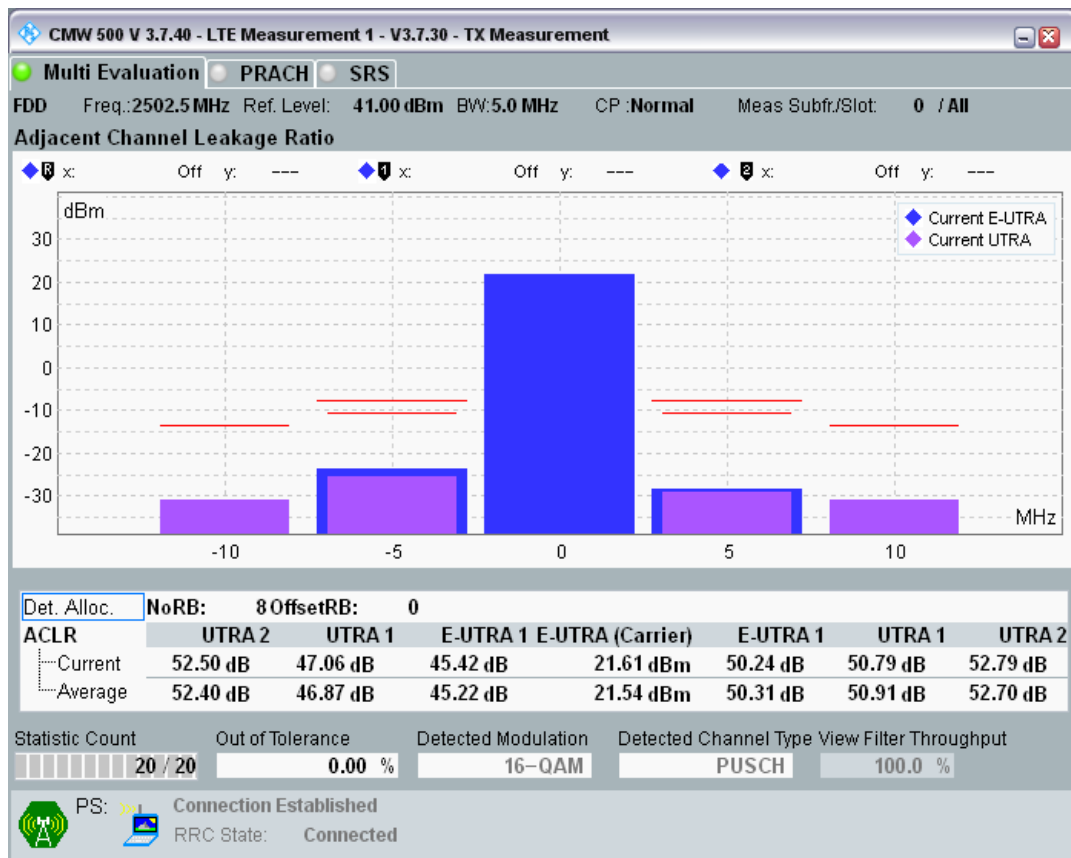 CMW 500 V 3.7.40 - LTE Measurement 1 - V3.7.30 - TX Measurement
Multi Evaluation PRACH SRS
FDD Freq.:2502.5 MHz Ref. Level: 41.00 dBm BW:5.0 MHz CP :Normal Meas Subfr./Slot: 0 / All
Adjacent Channel Leakage Ratio
R x: Off y: --- 1 x: Off y: --- 2 x: Off y: ---
dBm
Current E-UTRA
Current UTRA
30
20
10
0
-10
-20
-30
MHz
-10 -5 0 5 10
Det. Alloc. NoRB: 8 OffsetRB: 0
ACLR UTRA 2 UTRA 1 E-UTRA 1 E-UTRA (Carrier) E-UTRA 1 UTRA 1 UTRA 2
Current 52.50 dB 47.06 dB 45.42 dB 21.61 dBm 50.24 dB 50.79 dB 52.79 dB
Average 52.40 dB 46.87 dB 45.22 dB 21.54 dBm 50.31 dB 50.91 dB 52.70 dB
Statistic Count Out of Tolerance Detected Modulation Detected Channel Type View Filter Throughput
20 / 20 0.00 % 16-QAM PUSCH 100.0 %
PS: Connection Established
RRC State: Connected